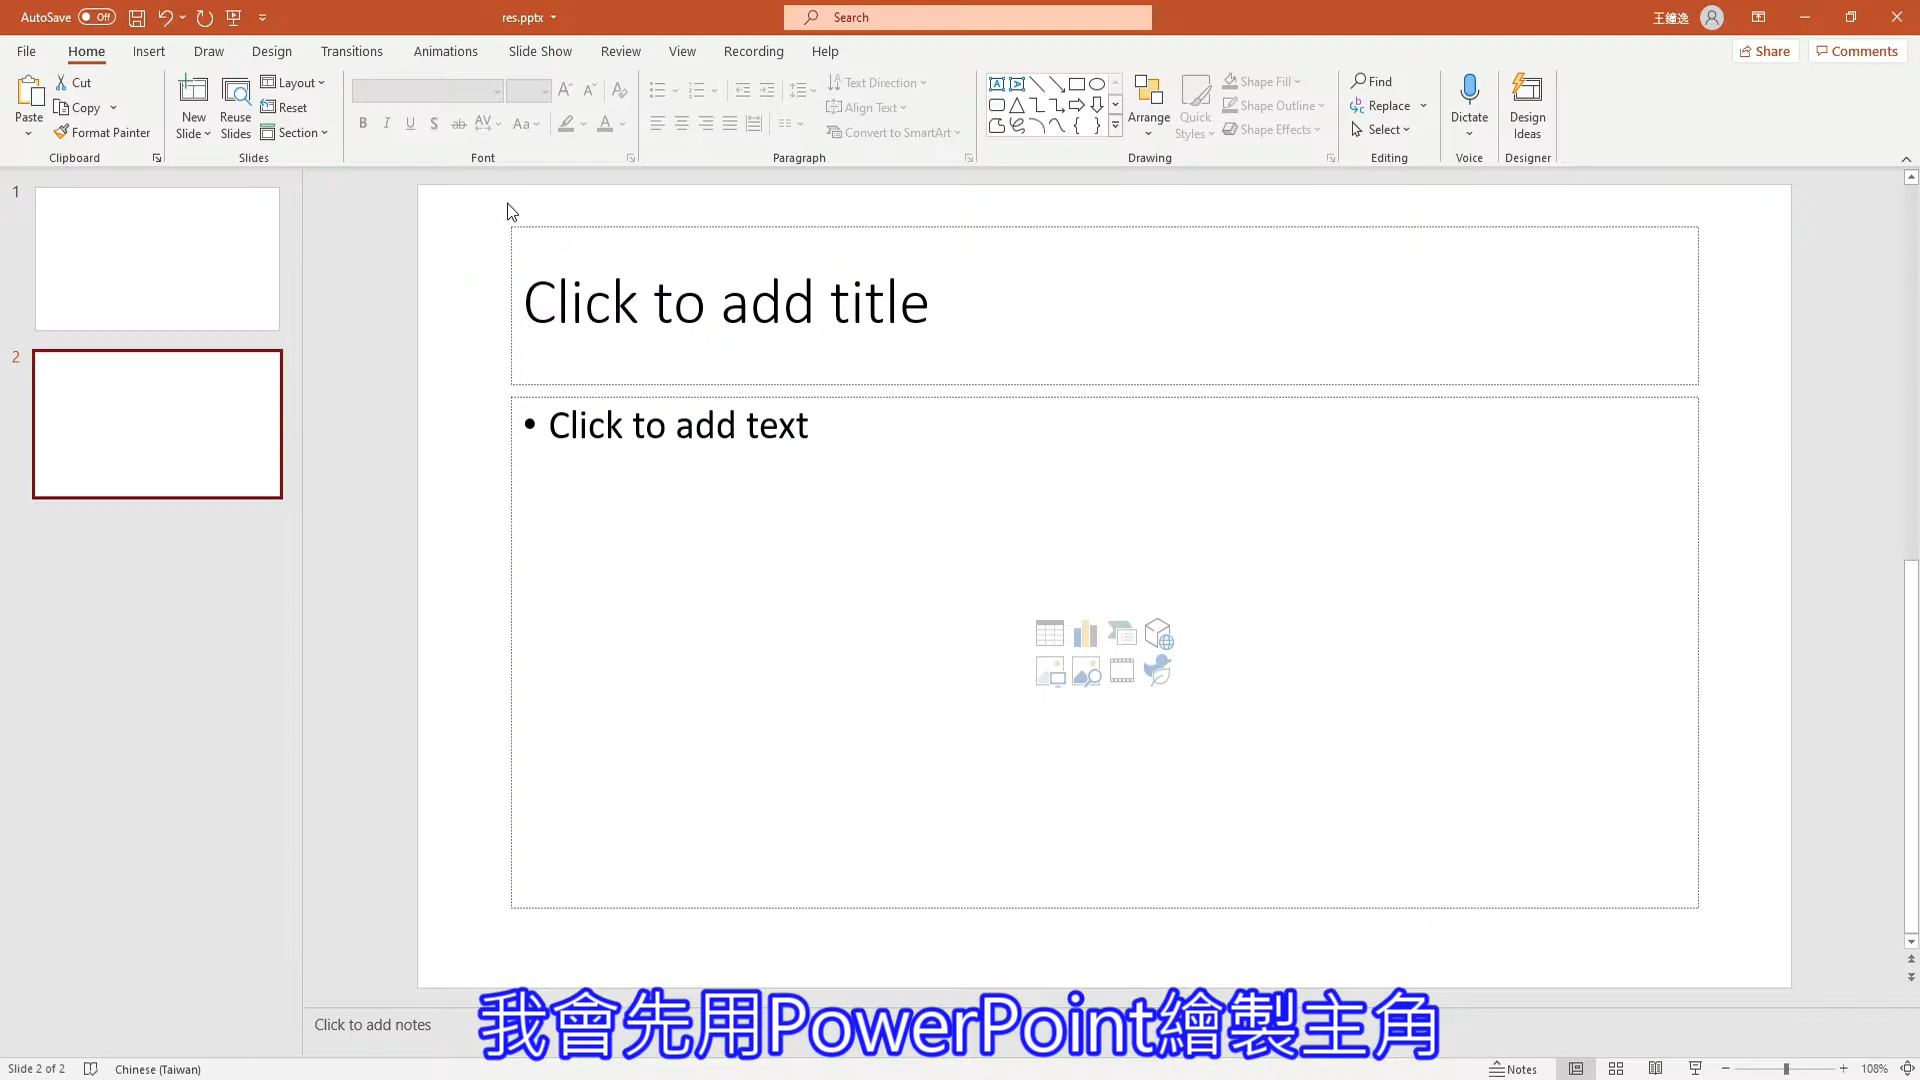 AutoSave Off res.pptx Search 王鐘逸
File Home Insert Draw Design Transitions Animations Slide Show Review View Recording Help Share Comments
Paste
Cut
Copy
Format Painter
Clipboard
New Slide
Reuse Slides
Layout
Reset
Section
Slides
Aa
Font
Text Direction
Align Text
Convert to SmartArt
Paragraph
Arrange
Quick Styles
Shape Fill
Shape Outline
Shape Effects
Drawing
Find
Replace
Select
Editing
Dictate
Voice
Design Ideas
Designer
1
2
Click to add title
• Click to add text
Click to add notes
我會先用PowerPoint繪製主角
Slide 2 of 2 Chinese (Taiwan) Notes 108%